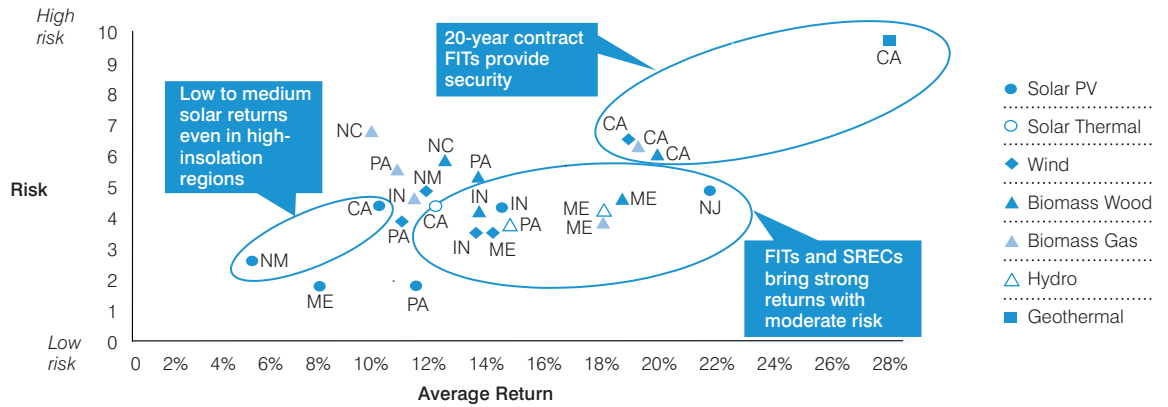 High
risk
10
9
8
7
6
5
4
3
2
1
0
Risk
Low
risk
20-year contract
FITs provide
security
Low to medium
solar returns
even in high-
insolation
regions
FITs and SRECs
bring strong
returns with
moderate risk
CA
CA
CA
CA
NC
NC
PA
PA
NM
IN
IN
IN
CA
CA
PA
PA
IN
ME
ME
ME
ME
NJ
NM
ME
PA
0 2% 4% 6% 8% 10% 12% 14% 16% 18% 20% 22% 24% 26% 28%
Average Return
Solar PV
Solar Thermal
Wind
Biomass Wood
Biomass Gas
Hydro
Geothermal